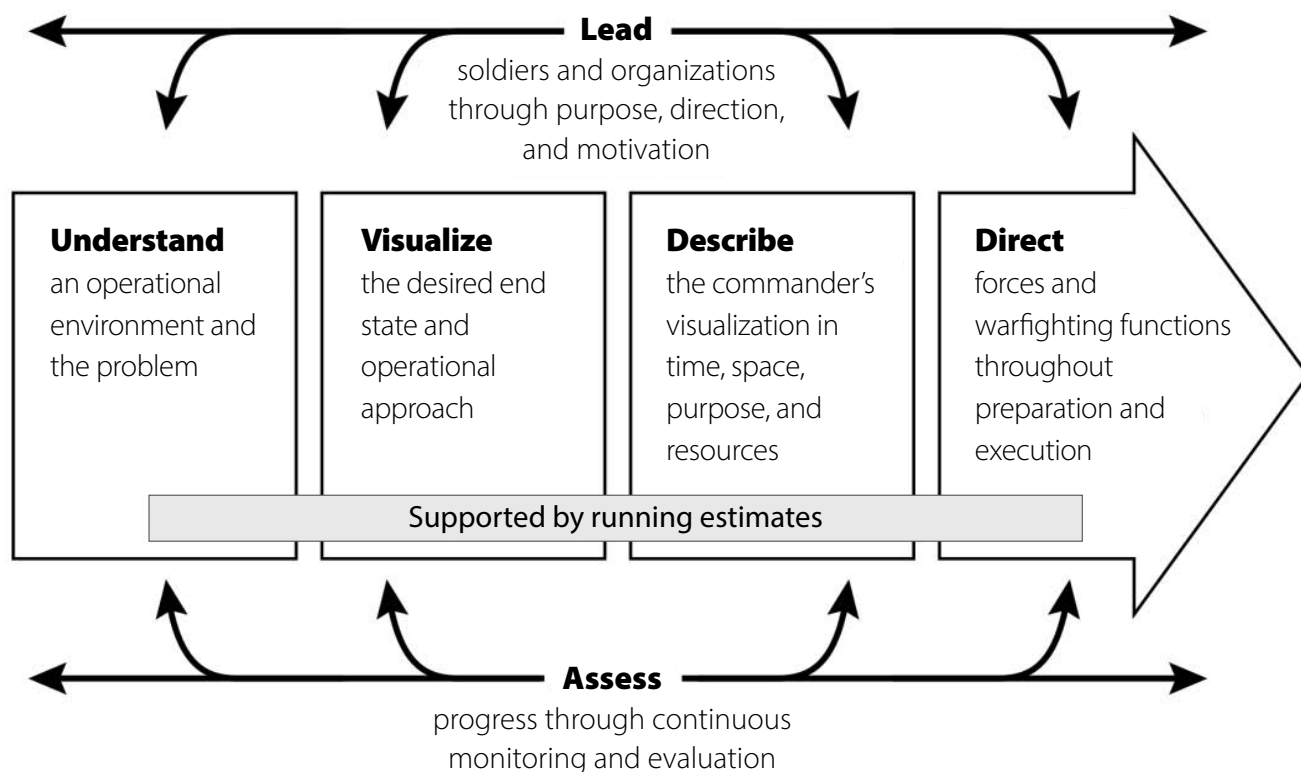 Lead
soldiers and organizations
through purpose, direction,
and motivation
Understand
an operational
environment and
the problem
Visualize
the desired end
state and
operational
approach
Describe
the commander’s
visualization in
time, space,
purpose, and
resources
Direct
forces and
warfighting functions
throughout
preparation and
execution
Supported by running estimates
Assess
progress through continuous
monitoring and evaluation